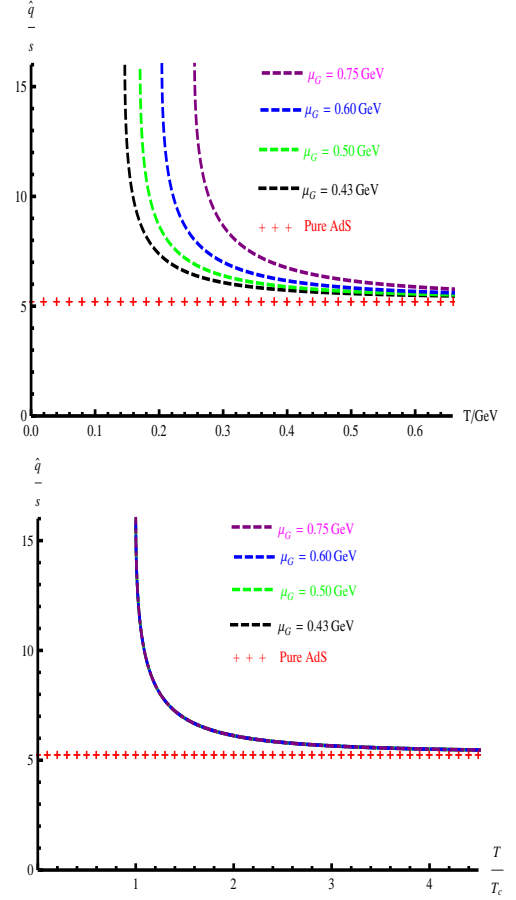 q̂
s
15
10
5
0
μ_G = 0.75 GeV
μ_G = 0.60 GeV
μ_G = 0.50 GeV
μ_G = 0.43 GeV
+ + + Pure AdS
0.0 0.1 0.2 0.3 0.4 0.5 0.6 T/GeV
q̂
s
15
10
5
0
μ_G = 0.75 GeV
μ_G = 0.60 GeV
μ_G = 0.50 GeV
μ_G = 0.43 GeV
+ + + Pure AdS
1 2 3 4
T
T_c